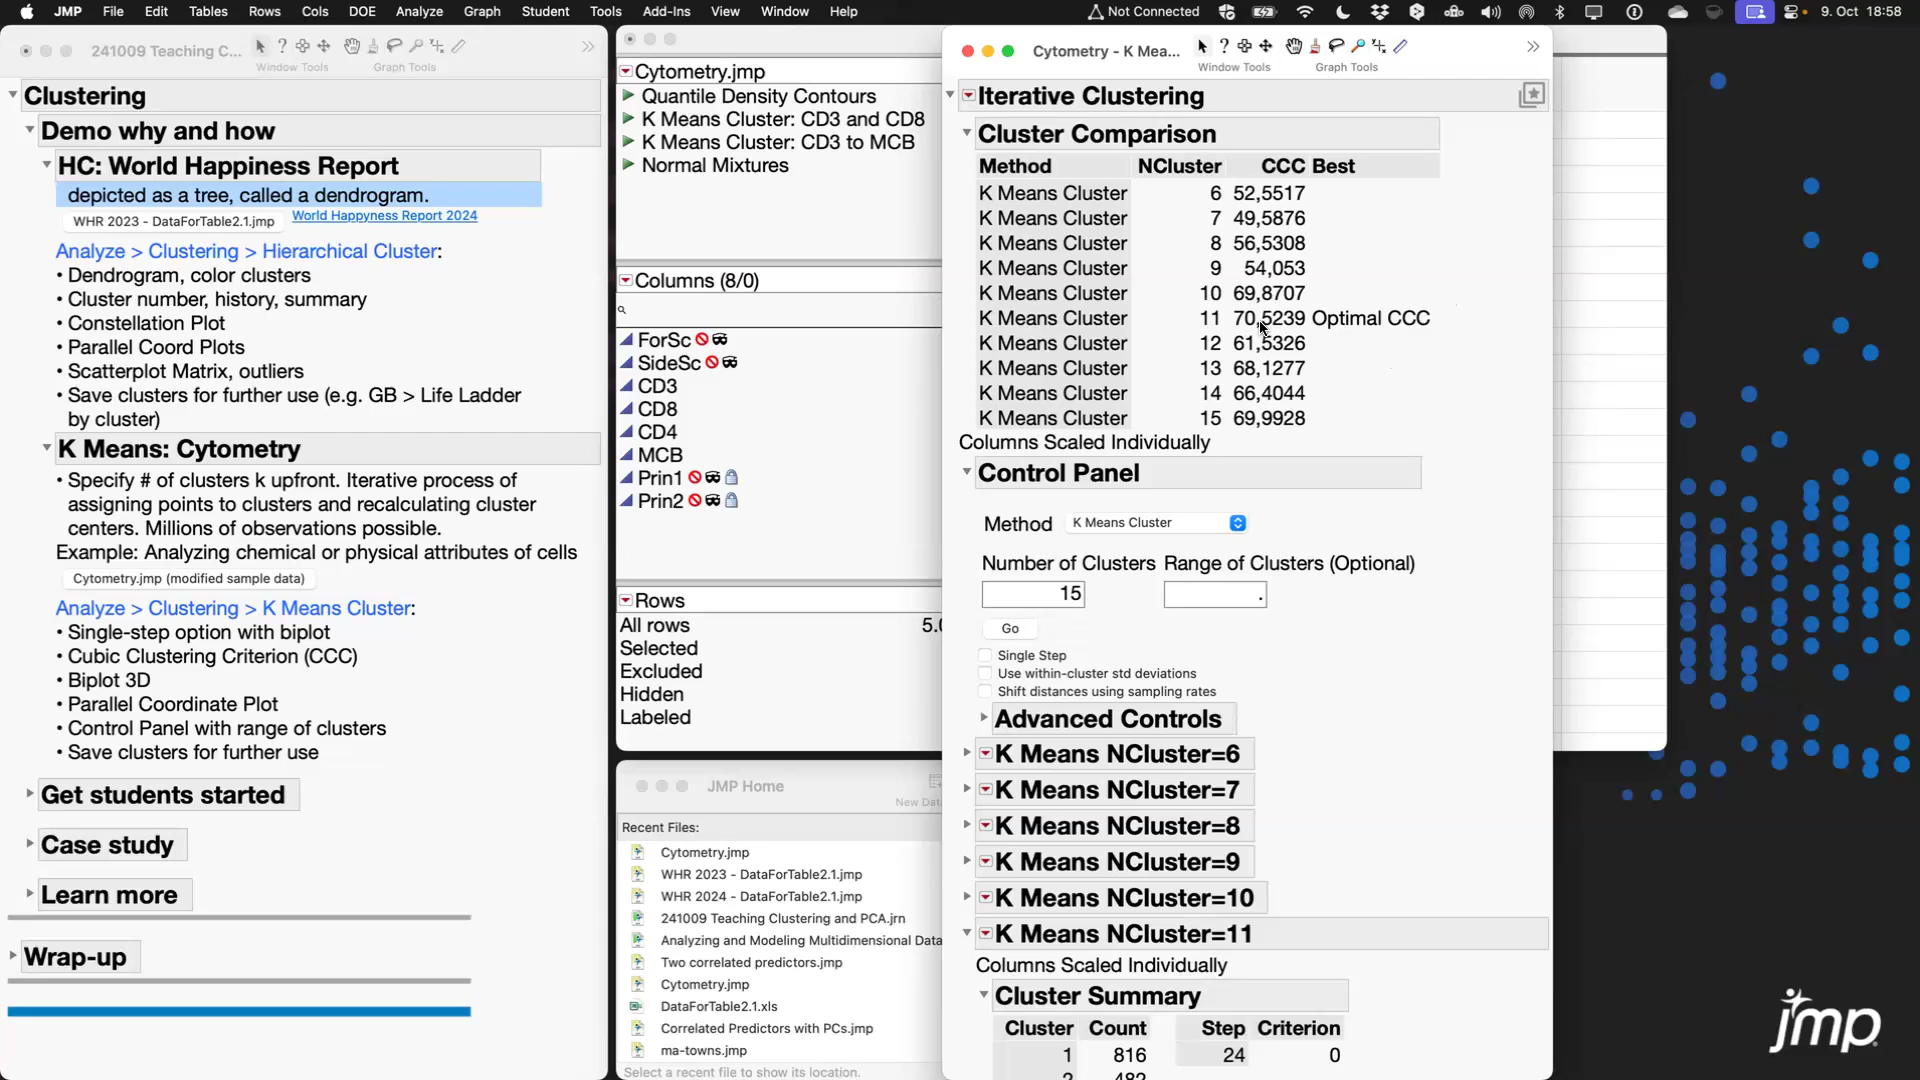 JMP File Edit Tables Rows Cols DOE Analyze Graph Student Tools Add-Ins View Window Help
Not Connected
9. Oct 18:58
241009 Teaching C...
Window Tools
Graph Tools
Clustering
Demo why and how
HC: World Happiness Report
depicted as a tree, called a dendrogram.
WHR 2023 - DataForTable2.1.jmp World Happyness Report 2024
Analyze > Clustering > Hierarchical Cluster:
• Dendrogram, color clusters
• Cluster number, history, summary
• Constellation Plot
• Parallel Coord Plots
• Scatterplot Matrix, outliers
• Save clusters for further use (e.g. GB > Life Ladder
by cluster)
K Means: Cytometry
• Specify # of clusters k upfront. Iterative process of
assigning points to clusters and recalculating cluster
centers. Millions of observations possible.
Example: Analyzing chemical or physical attributes of cells
Cytometry.jmp (modified sample data)
Analyze > Clustering > K Means Cluster:
• Single-step option with biplot
• Cubic Clustering Criterion (CCC)
• Biplot 3D
• Parallel Coordinate Plot
• Control Panel with range of clusters
• Save clusters for further use
Get students started
Case study
Learn more
Wrap-up
Cytometry.jmp
Quantile Density Contours
K Means Cluster: CD3 and CD8
K Means Cluster: CD3 to MCB
Normal Mixtures
Columns (8/0)
ForSc
SideSc
CD3
CD8
CD4
MCB
Prin1
Prin2
Rows
All rows 5.0
Selected
Excluded
Hidden
Labeled
JMP Home
New Dat
Recent Files:
Cytometry.jmp
WHR 2023 - DataForTable2.1.jmp
WHR 2024 - DataForTable2.1.jmp
241009 Teaching Clustering and PCA.jrn
Analyzing and Modeling Multidimensional Data
Two correlated predictors.jmp
Cytometry.jmp
DataForTable2.1.xls
Correlated Predictors with PCs.jmp
ma-towns.jmp
Select a recent file to show its location.
Cytometry - K Mea...
Window Tools
Graph Tools
Iterative Clustering
Cluster Comparison
Method NCluster CCC Best
K Means Cluster 6 52,5517
K Means Cluster 7 49,5876
K Means Cluster 8 56,5308
K Means Cluster 9 54,053
K Means Cluster 10 69,8707
K Means Cluster 11 70,5239 Optimal CCC
K Means Cluster 12 61,5326
K Means Cluster 13 68,1277
K Means Cluster 14 66,4044
K Means Cluster 15 69,9928
Columns Scaled Individually
Control Panel
Method K Means Cluster
Number of Clusters Range of Clusters (Optional)
15 .
Go
Single Step
Use within-cluster std deviations
Shift distances using sampling rates
Advanced Controls
K Means NCluster=6
K Means NCluster=7
K Means NCluster=8
K Means NCluster=9
K Means NCluster=10
K Means NCluster=11
Columns Scaled Individually
Cluster Summary
Cluster Count Step Criterion
1 816 24 0
2 482
jmp